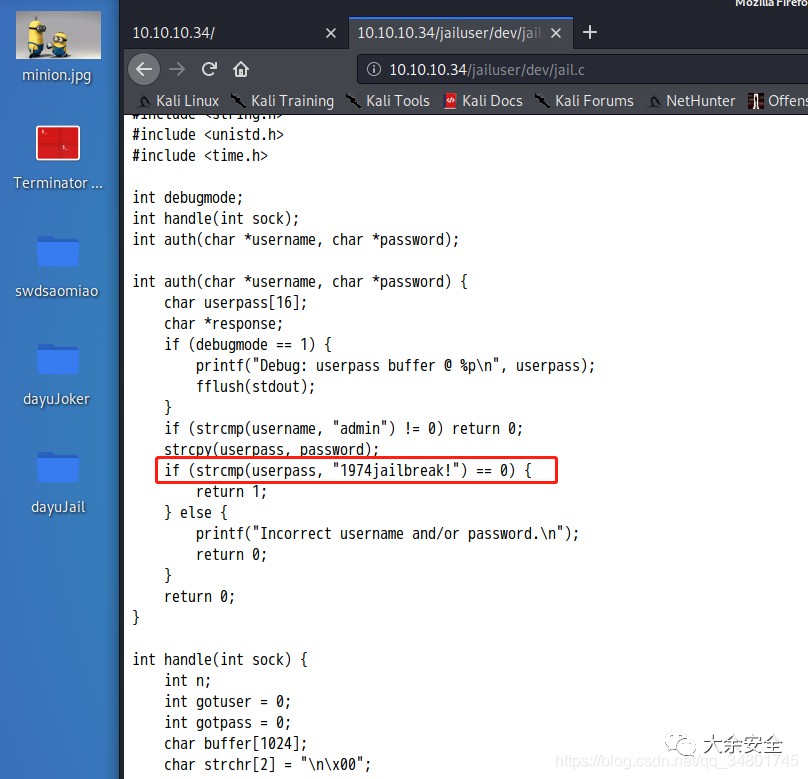 Mozilla Firefo
10.10.10.34/
10.10.10.34/jailuser/dev/jail.
10.10.10.34/jailuser/dev/jail.c
Kali Linux Kali Training Kali Tools Kali Docs Kali Forums NetHunter Offens
minion.jpg
Terminator ...
swdsaomiao
dayuJoker
dayuJail
#include <string.h>
#include <unistd.h>
#include <time.h>
int debugmode;
int handle(int sock);
int auth(char *username, char *password);
int auth(char *username, char *password) {
    char userpass[16];
    char *response;
    if (debugmode == 1) {
        printf("Debug: userpass buffer @ %p\n", userpass);
        fflush(stdout);
    }
    if (strcmp(username, "admin") != 0) return 0;
    strcpy(userpass, password);
    if (strcmp(userpass, "1974jailbreak!") == 0) {
        return 1;
    } else {
        printf("Incorrect username and/or password.\n");
        return 0;
    }
    return 0;
}
int handle(int sock) {
    int n;
    int gotuser = 0;
    int gotpass = 0;
    char buffer[1024];
    char strchr[2] = "\n\x00";
大余安全
https://blog.csdn.net/qq_34801745